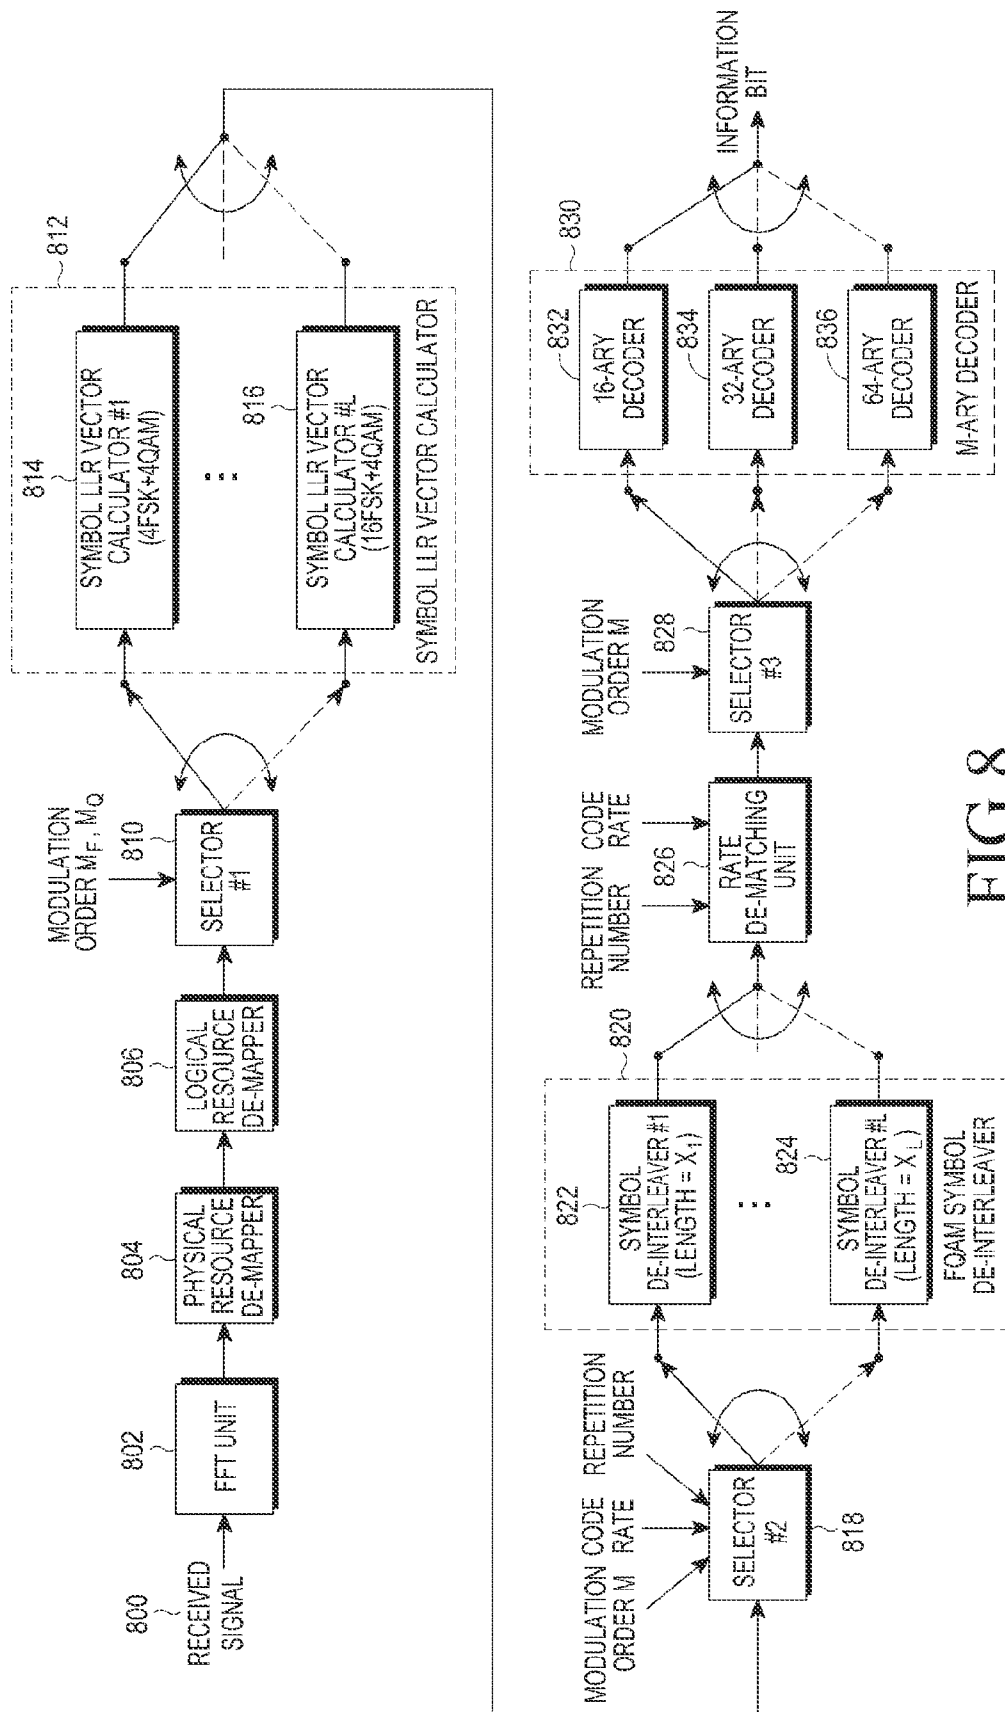 800
RECEIVED
SIGNAL
802
FFT UNIT
804
PHYSICAL
RESOURCE
DE-MAPPER
806
LOGICAL
RESOURCE
DE-MAPPER
MODULATION
ORDER M_F, M_Q
810
SELECTOR
#1
812
814
SYMBOL LLR VECTOR
CALCULATOR #1
(4FSK+4QAM)
...
816
SYMBOL LLR VECTOR
CALCULATOR #L
(16FSK+4QAM)
SYMBOL LLR VECTOR CALCULATOR
MODULATION
ORDER M
CODE
RATE
REPETITION
NUMBER
SELECTOR
#2
818
820
822
SYMBOL
DE-INTERLEAVER #1
(LENGTH = X_1)
...
824
SYMBOL
DE-INTERLEAVER #L
(LENGTH = X_L)
FQAM SYMBOL
DE-INTERLEAVER
REPETITION
NUMBER
CODE
RATE
826
RATE
DE-MATCHING
UNIT
MODULATION
ORDER M
828
SELECTOR
#3
830
832
16-ARY
DECODER
834
32-ARY
DECODER
836
64-ARY
DECODER
M-ARY DECODER
INFORMATION
BIT
FIG 8